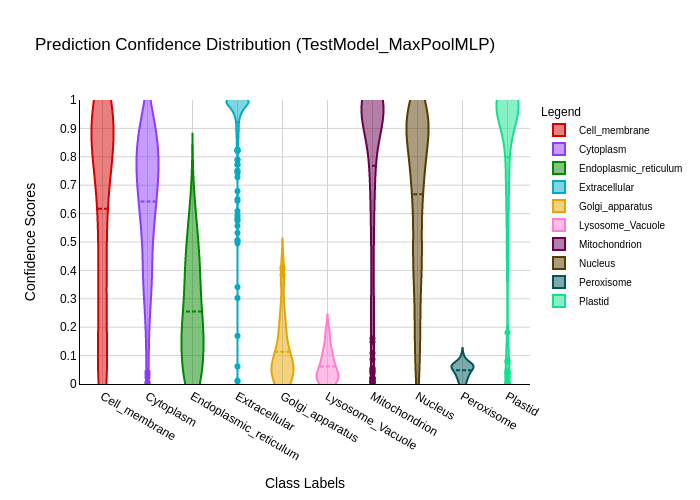 Prediction Confidence Distribution (TestModel_MaxPoolMLP)
Legend
Cell_membrane
Cytoplasm
Endoplasmic_reticulum
Extracellular
Golgi_apparatus
Lysosome_Vacuole
Mitochondrion
Nucleus
Peroxisome
Plastid
Confidence Scores
1
0.9
0.8
0.7
0.6
0.5
0.4
0.3
0.2
0.1
0
Cell_membrane
Cytoplasm
Endoplasmic_reticulum
Extracellular
Golgi_apparatus
Lysosome_Vacuole
Mitochondrion
Nucleus
Peroxisome
Plastid
Class Labels